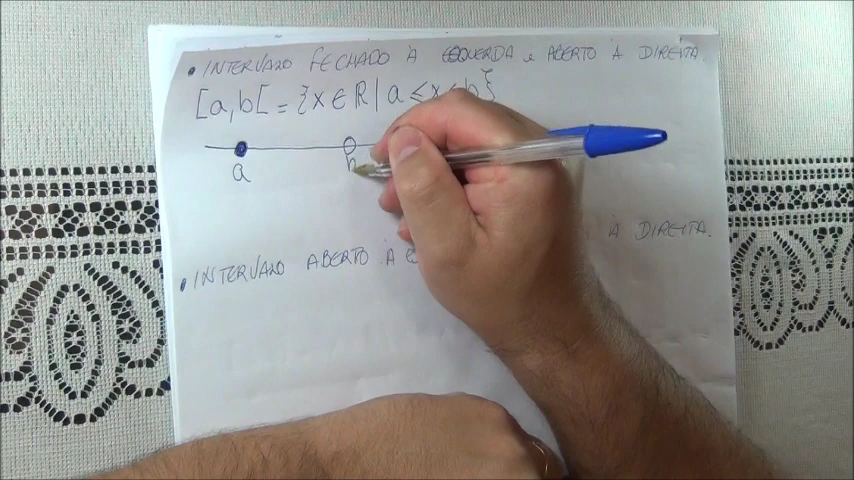 • INTERVALO FECHADO À ESQUERDA e ABERTO À DIREITA.
[a,b[ = {x ∈ ℝ | a ≤ x < b}
a b
• INTERVALO ABERTO À À DIREITA.